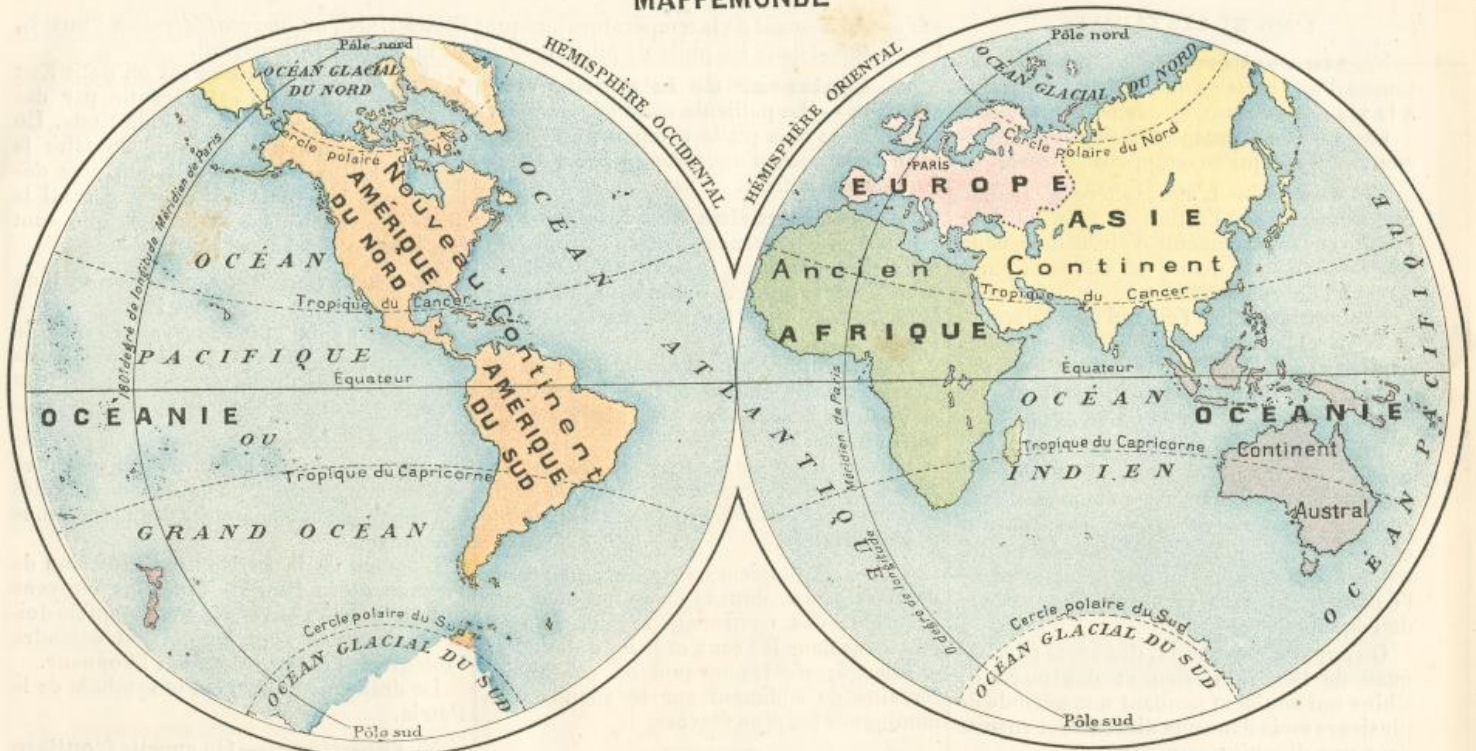 MAPPEMONDE
HÉMISPHÈRE OCCIDENTAL
Pôle nord
OCÉAN GLACIAL
DU NORD
Cercle polaire du Nord
180e degré de longitude Méridien de Paris
Nouveau Continent
AMÉRIQUE
DU NORD
OCÉAN
PACIFIQUE
OU
GRAND OCÉAN
Tropique du Cancer
Équateur
OCÉANIE
AMÉRIQUE
DU SUD
Tropique du Capricorne
Cercle polaire du Sud
OCÉAN GLACIAL DU SUD
Pôle sud
OCÉAN ATLANTIQUE
HÉMISPHÈRE ORIENTAL
Pôle nord
OCÉAN GLACIAL DU NORD
Cercle polaire du Nord
PARIS
EUROPE
ASIE
Ancien Continent
Tropique du Cancer
AFRIQUE
Équateur
OCÉAN
INDIEN
OCÉANIE
Tropique du Capricorne
Continent
Austral
Méridien de Paris
0 degré de longitude
OCÉAN PACIFIQUE
Cercle polaire du Sud
OCÉAN GLACIAL DU SUD
Pôle sud